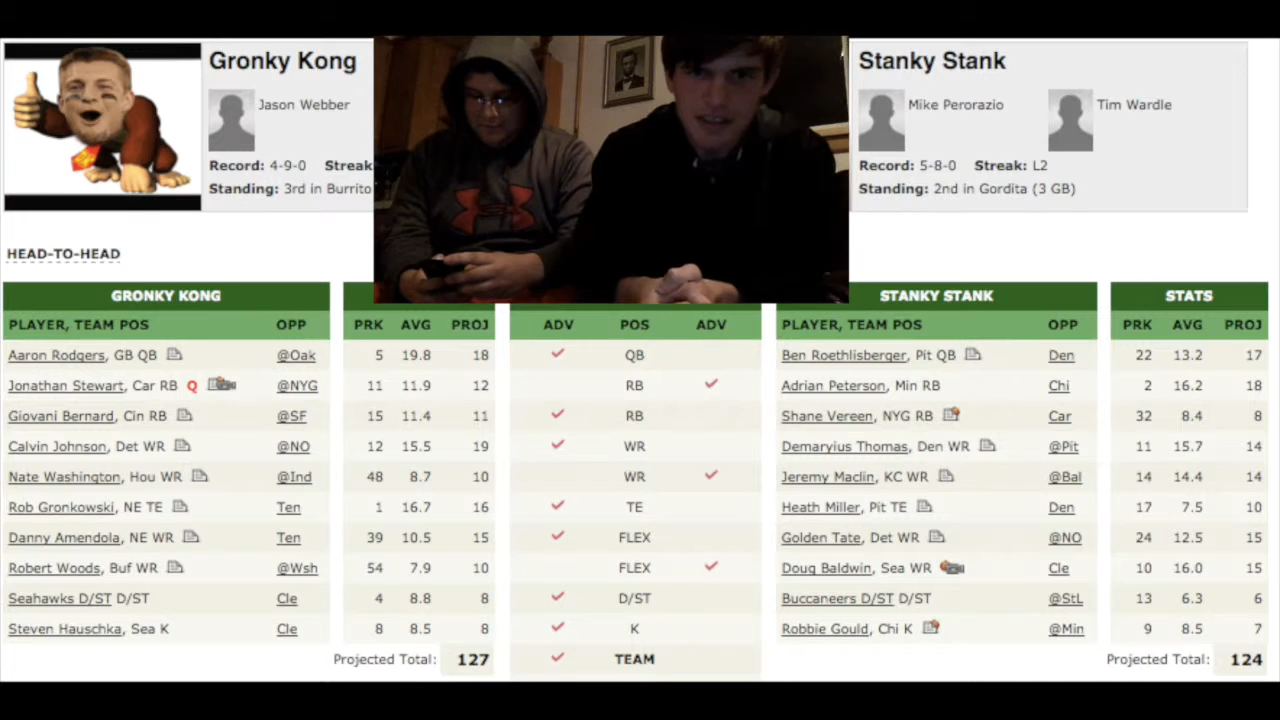 Gronky Kong
Jason Webber
Record: 4-9-0 Streak
Standing: 3rd in Burrito
Stanky Stank
Mike Perorazio Tim Wardle
Record: 5-8-0 Streak: L2
Standing: 2nd in Gordita (3 GB)
HEAD-TO-HEAD
GRONKY KONG STANKY STANK STATS
PLAYER, TEAM POS OPP PRK AVG PROJ ADV POS ADV PLAYER, TEAM POS OPP PRK AVG PROJ
Aaron Rodgers, GB QB @Oak 5 19.8 18 QB Ben Roethlisberger, Pit QB Den 22 13.2 17
Jonathan Stewart, Car RB Q @NYG 11 11.9 12 RB Adrian Peterson, Min RB Chi 2 16.2 18
Giovani Bernard, Cin RB @SF 15 11.4 11 RB Shane Vereen, NYG RB Car 32 8.4 8
Calvin Johnson, Det WR @NO 12 15.5 19 WR Demaryius Thomas, Den WR @Pit 11 15.7 14
Nate Washington, Hou WR @Ind 48 8.7 10 WR Jeremy Maclin, KC WR @Bal 14 14.4 14
Rob Gronkowski, NE TE Ten 1 16.7 16 TE Heath Miller, Pit TE Den 17 7.5 10
Danny Amendola, NE WR Ten 39 10.5 15 FLEX Golden Tate, Det WR @NO 24 12.5 15
Robert Woods, Buf WR @Wsh 54 7.9 10 FLEX Doug Baldwin, Sea WR Cle 10 16.0 15
Seahawks D/ST D/ST Cle 4 8.8 8 D/ST Buccaneers D/ST D/ST @StL 13 6.3 6
Steven Hauschka, Sea K Cle 8 8.5 8 K Robbie Gould, Chi K @Min 9 8.5 7
Projected Total: 127 TEAM Projected Total: 124